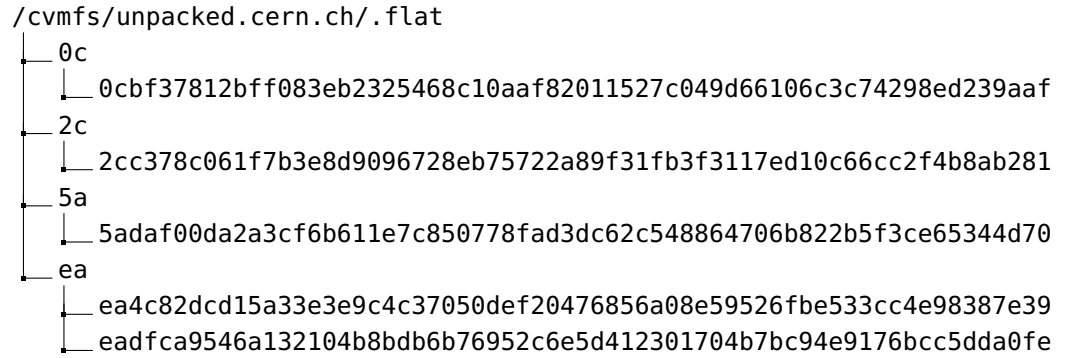 /cvmfs/unpacked.cern.ch/.flat
0c
0cbf37812bff083eb2325468c10aaf82011527c049d66106c3c74298ed239aaf
2c
2cc378c061f7b3e8d9096728eb75722a89f31fb3f3117ed10c66cc2f4b8ab281
5a
5adaf00da2a3cf6b611e7c850778fad3dc62c548864706b822b5f3ce65344d70
ea
ea4c82dcd15a33e3e9c4c37050def20476856a08e59526fbe533cc4e98387e39
eadfca9546a132104b8bdb6b76952c6e5d412301704b7bc94e9176bcc5dda0fe